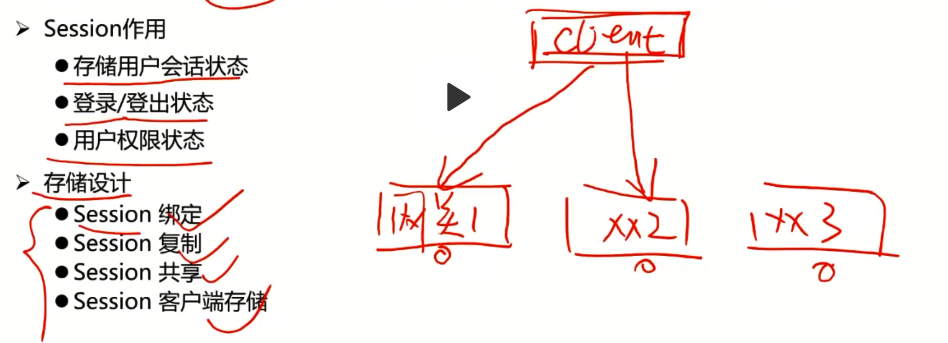 ➢ Session作用
●存储用户会话状态
●登录/登出状态
●用户权限状态
➢ 存储设计
●Session 绑定
●Session 复制
●Session 共享
●Session 客户端存储
client
网关1
xx2
xx3